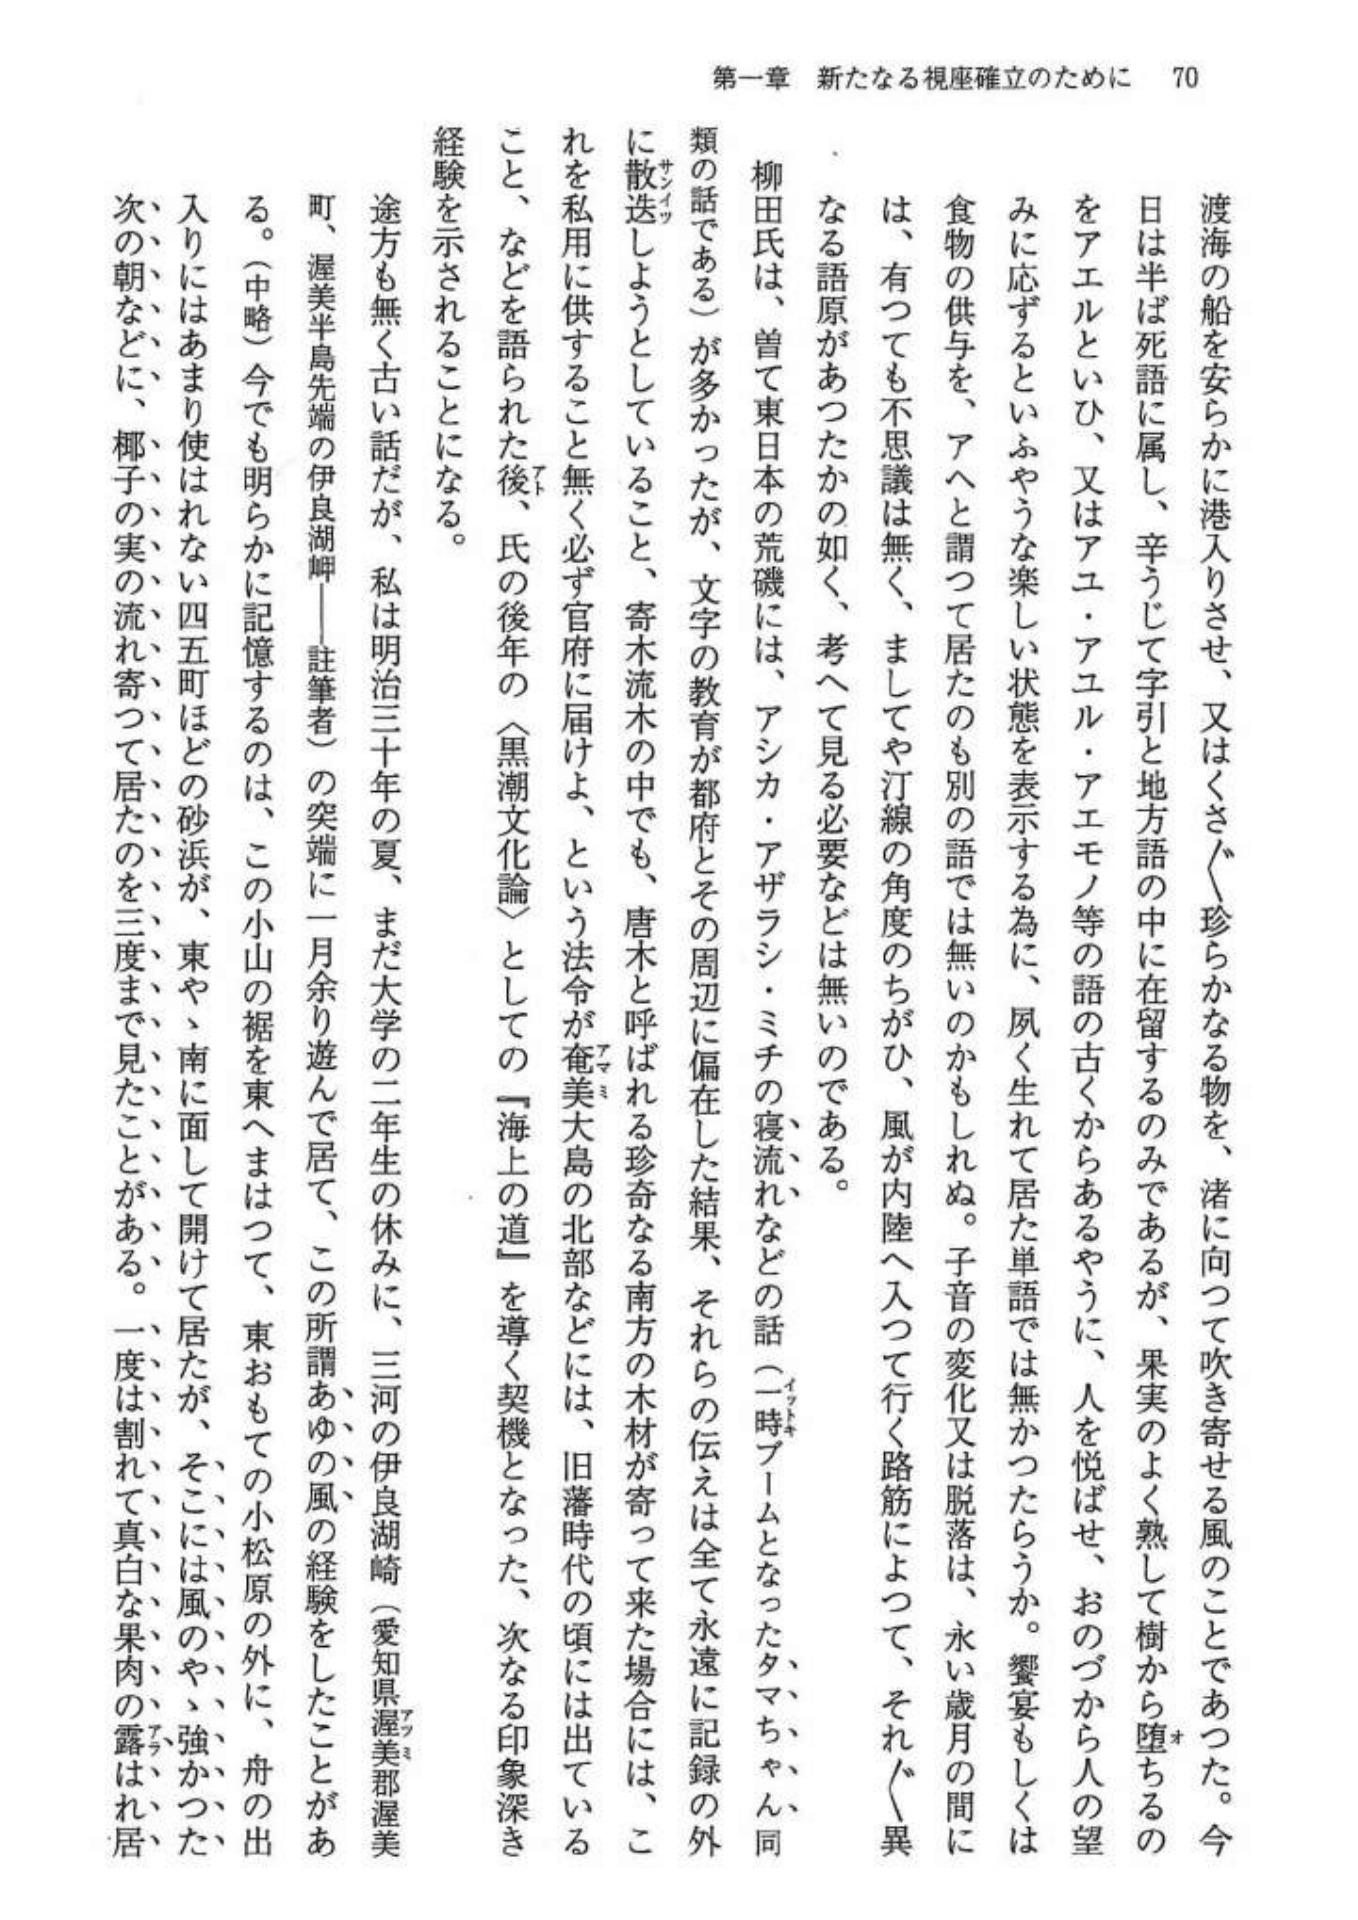 第一章　新たなる視座確立のために　70
渡海の船を安らかに港入りさせ、又はくさ〴〵珍らかなる物を、渚に向つて吹き寄せる風のことであつた。今
日は半ば死語に属し、辛うじて字引と地方語の中に在留するのみであるが、果実のよく熟して樹から堕オちるの
をアエルといひ、又はアユ・アユル・アエモノ等の語の古くからあるやうに、人を悦ばせ、おのづから人の望
みに応ずるといふやうな楽しい状態を表示する為に、夙く生れて居た単語では無かつたらうか。饗宴もしくは
食物の供与を、アヘと謂つて居たのも別の語では無いのかもしれぬ。子音の変化又は脱落は、永い歳月の間に
は、有つても不思議は無く、ましてや汀線の角度のちがひ、風が内陸へ入つて行く路筋によつて、それ〴〵異
なる語原があつたかの如く、考へて見る必要などは無いのである。
柳田氏は、曽て東日本の荒磯には、アシカ・アザラシ・ミチの寝流れなどの話（一時イットキブームとなったタマちゃん同
類の話である）が多かったが、文字の教育が都府とその周辺に偏在した結果、それらの伝えは全て永遠に記録の外
に散迭サンイツしようとしていること、寄木流木の中でも、唐木と呼ばれる珍奇なる南方の木材が寄って来た場合には、こ
れを私用に供すること無く必ず官府に届けよ、という法令が奄美アマミ大島の北部などには、旧藩時代の頃には出ている
こと、などを語られた後アト、氏の後年の〈黒潮文化論〉としての『海上の道』を導く契機となった、次なる印象深き
経験を示されることになる。
途方も無く古い話だが、私は明治三十年の夏、まだ大学の二年生の休みに、三河の伊良湖崎（愛知県渥美アツミ郡渥美
町、渥美半島先端の伊良湖岬――註筆者）の突端に一月余り遊んで居て、この所謂あゆの風の経験をしたことがあ
る。（中略）今でも明らかに記憶するのは、この小山の裾を東へまはつて、東おもての小松原の外に、舟の出
入りにはあまり使はれない四五町ほどの砂浜が、東やゝ南に面して開けて居たが、そこには風のやゝ強かつた
次の朝などに、椰子の実の流れ寄つて居たのを三度まで見たことがある。一度は割れて真白な果肉の露アラはれ居